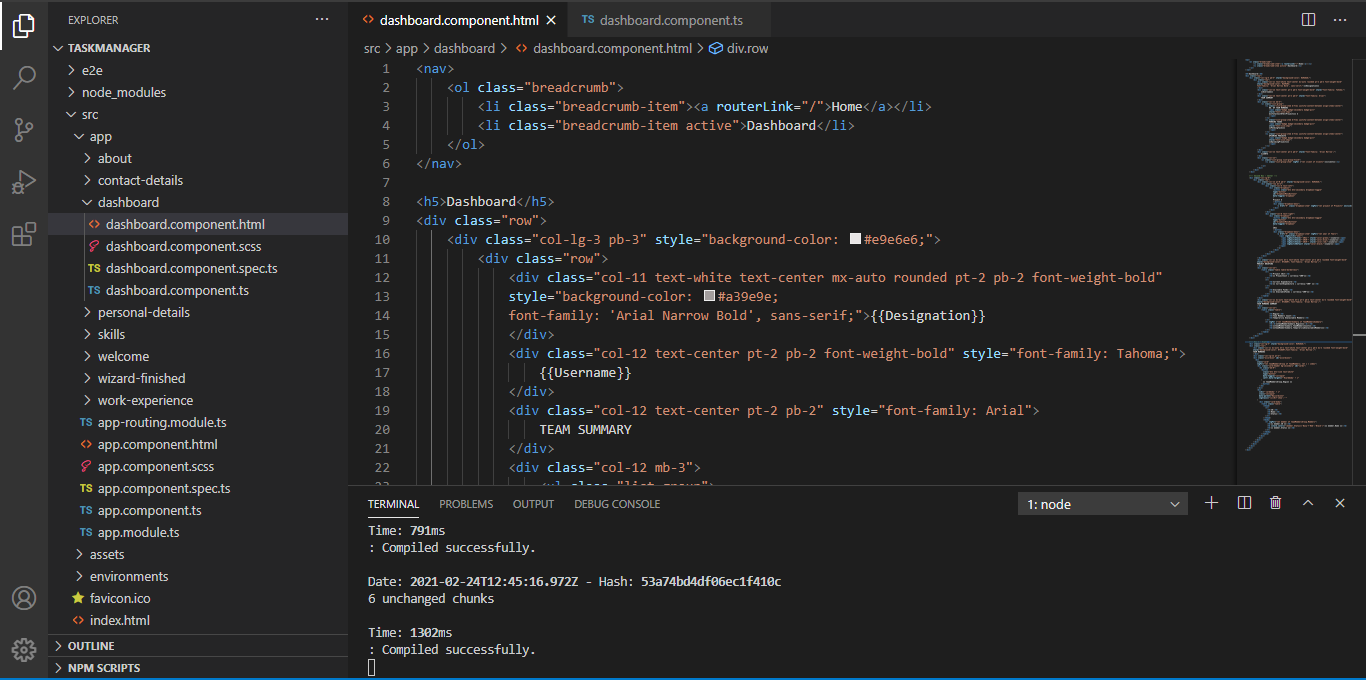 EXPLORER
TASKMANAGER
e2e
node_modules
src
app
about
contact-details
dashboard
dashboard.component.html
dashboard.component.scss
TS dashboard.component.spec.ts
TS dashboard.component.ts
personal-details
skills
welcome
wizard-finished
work-experience
TS app-routing.module.ts
app.component.html
app.component.scss
TS app.component.spec.ts
TS app.component.ts
TS app.module.ts
assets
environments
favicon.ico
index.html
OUTLINE
NPM SCRIPTS
dashboard.component.html TS dashboard.component.ts
src > app > dashboard > dashboard.component.html > div.row
1 <nav>
2 <ol class="breadcrumb">
3 <li class="breadcrumb-item"><a routerLink="/">Home</a></li>
4 <li class="breadcrumb-item active">Dashboard</li>
5 </ol>
6 </nav>
7
8 <h5>Dashboard</h5>
9 <div class="row">
10 <div class="col-lg-3 pb-3" style="background-color: #e9e6e6;">
11 <div class="row">
12 <div class="col-11 text-white text-center mx-auto rounded pt-2 pb-2 font-weight-bold"
13 style="background-color: #a39e9e;
14 font-family: 'Arial Narrow Bold', sans-serif;">{{Designation}}
15 </div>
16 <div class="col-12 text-center pt-2 pb-2 font-weight-bold" style="font-family: Tahoma;">
17 {{Username}}
18 </div>
19 <div class="col-12 text-center pt-2 pb-2" style="font-family: Arial">
20 TEAM SUMMARY
21 </div>
22 <div class="col-12 mb-3">
23 <ul class="list-group">
TERMINAL PROBLEMS OUTPUT DEBUG CONSOLE 1: node
Time: 791ms
: Compiled successfully.
Date: 2021-02-24T12:45:16.972Z - Hash: 53a74bd4df06ec1f410c
6 unchanged chunks
Time: 1302ms
: Compiled successfully.